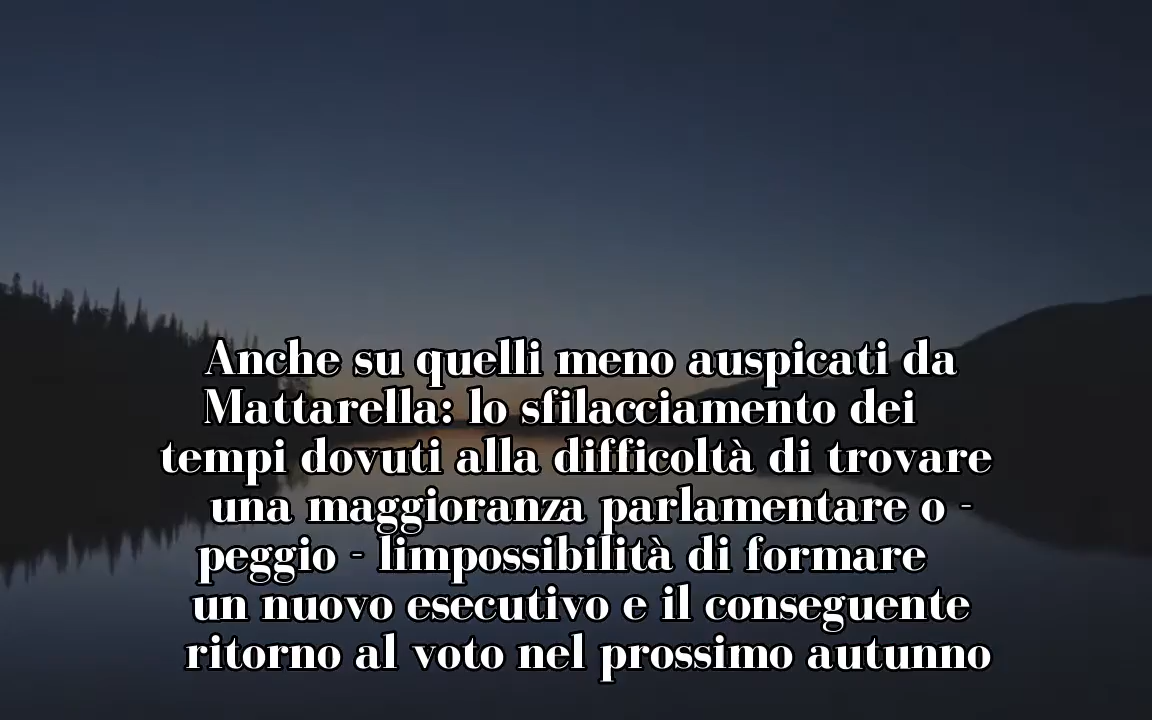 Anche su quelli meno auspicati da
Mattarella: lo sfilacciamento dei
tempi dovuti alla difficoltà di trovare
una maggioranza parlamentare o -
peggio - limpossibilità di formare
un nuovo esecutivo e il conseguente
ritorno al voto nel prossimo autunno